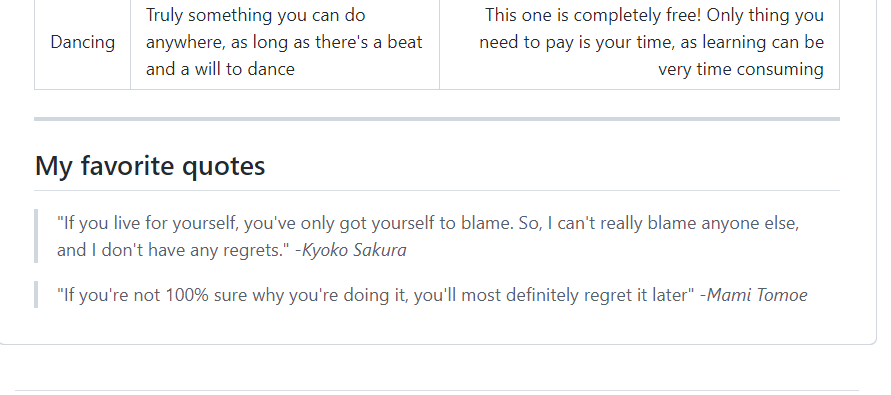 Dancing
Truly something you can do
anywhere, as long as there's a beat
and a will to dance
This one is completely free! Only thing you
need to pay is your time, as learning can be
very time consuming
My favorite quotes
"If you live for yourself, you've only got yourself to blame. So, I can't really blame anyone else,
and I don't have any regrets." -Kyoko Sakura
"If you're not 100% sure why you're doing it, you'll most definitely regret it later" -Mami Tomoe